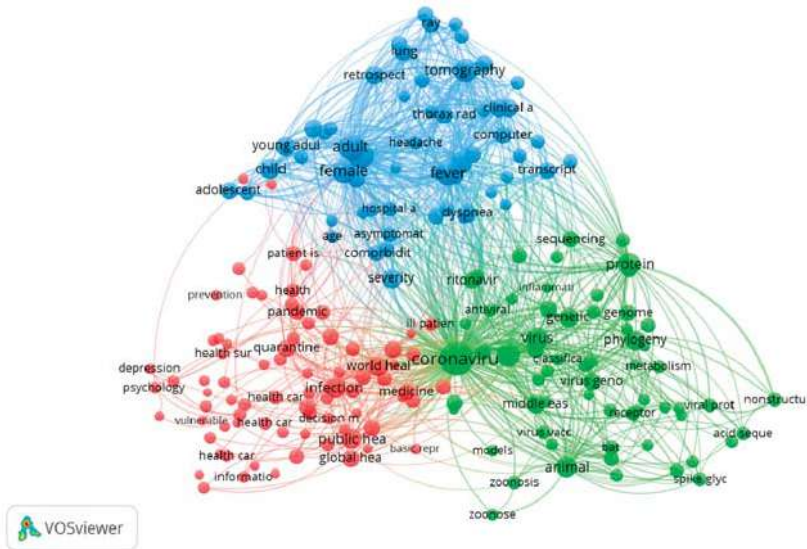 ray
lung
tomography
retrospect
thorax rad
clinical a
computer
headache
young adul
adult
child
female
fever
transcript
adolescent
hospital a
dyspnea
age
asymptomat
comorbidit
severity
sequencing
protein
patient is
ritonavir
inflammati
health
prevention
pandemic
antiviral
genetic
genome
ill patien
virus
phylogeny
quarantine
health sur
coronaviru
classifica
metabolism
world heal
depression
psychology
infection
medicine
virus geno
health car
middle eas
receptor
viral prot
nonstructu
vulnerable
health car
decision m
public hea
virus vacc
acid seque
basic repr
models
bat
health car
global hea
animal
informatio
zoonosis
spike glyc
zoonose
VOSviewer